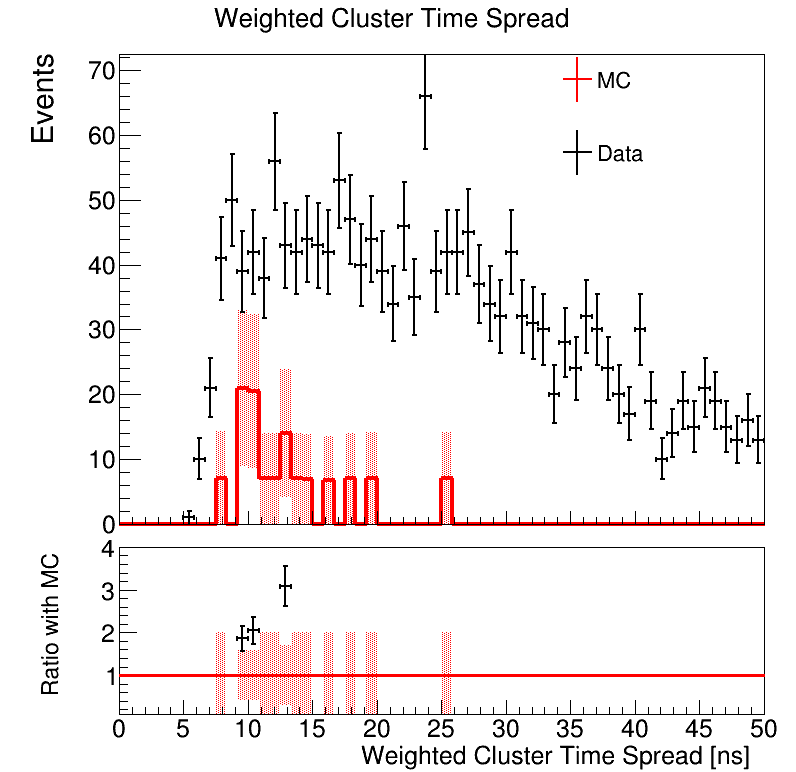 Weighted Cluster Time Spread
Events
70
60
50
40
30
20
10
0
MC
Data
Ratio with MC
4
3
2
1
0 5 10 15 20 25 30 35 40 45 50
Weighted Cluster Time Spread [ns]